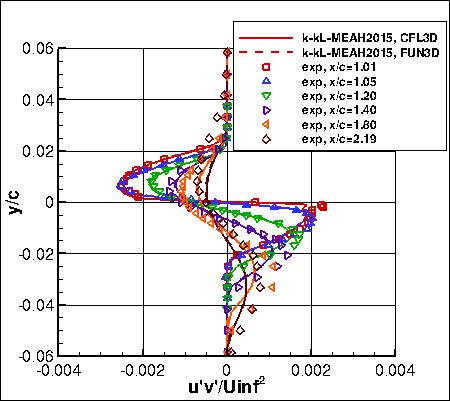 k-kL-MEAH2015, CFL3D
k-kL-MEAH2015, FUN3D
exp, x/c=1.01
exp, x/c=1.05
exp, x/c=1.20
exp, x/c=1.40
exp, x/c=1.80
exp, x/c=2.19
0.06
0.04
0.02
0
-0.02
-0.04
-0.06
y/c
-0.004 -0.002 0 0.002 0.004
u'v'/Uinf²